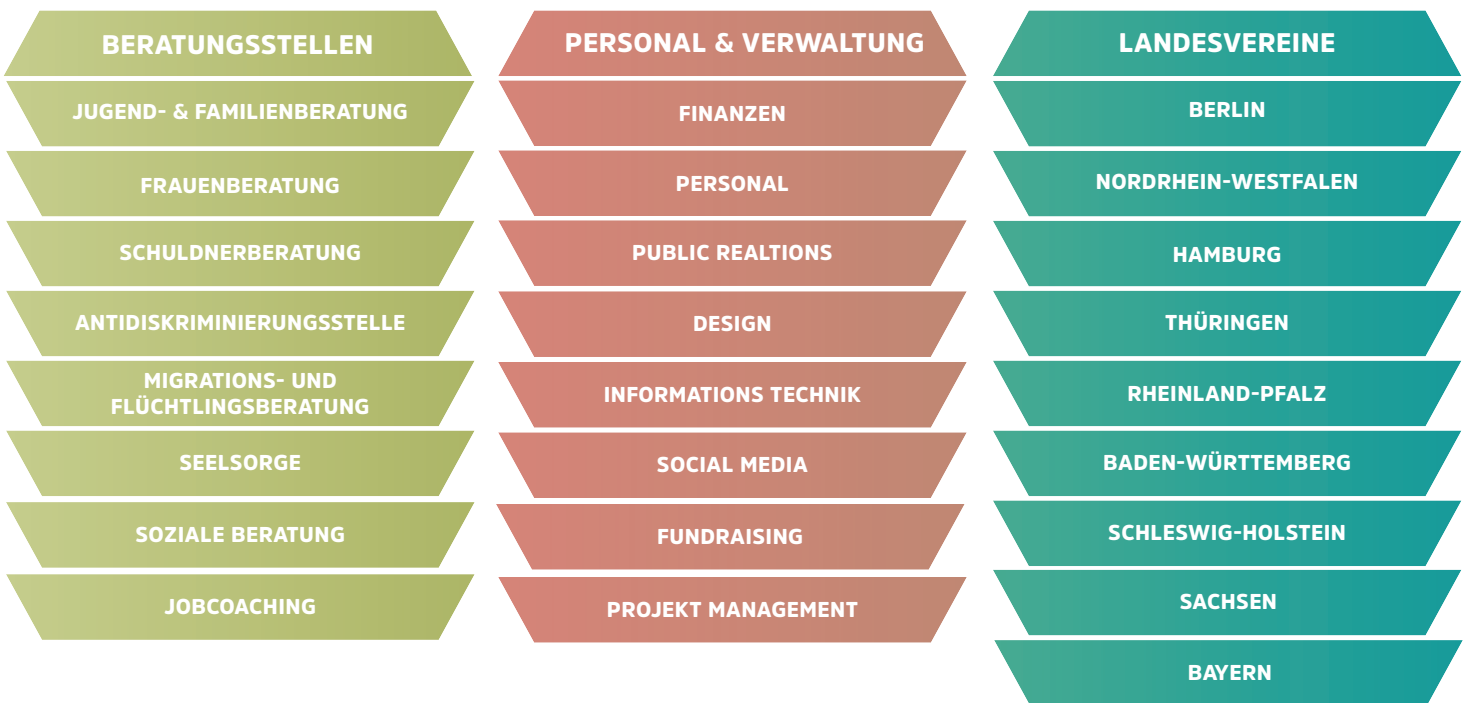 BERATUNGSSTELLEN
JUGEND- & FAMILIENBERATUNG
FRAUENBERATUNG
SCHULDNERBERATUNG
ANTIDISKRIMINIERUNGSSTELLE
MIGRATIONS- UND
FLÜCHTLINGSBERATUNG
SEELSORGE
SOZIALE BERATUNG
JOBCOACHING
PERSONAL & VERWALTUNG
FINANZEN
PERSONAL
PUBLIC REALTIONS
DESIGN
INFORMATIONS TECHNIK
SOCIAL MEDIA
FUNDRAISING
PROJEKT MANAGEMENT
LANDESVEREINE
BERLIN
NORDRHEIN-WESTFALEN
HAMBURG
THÜRINGEN
RHEINLAND-PFALZ
BADEN-WÜRTTEMBERG
SCHLESWIG-HOLSTEIN
SACHSEN
BAYERN